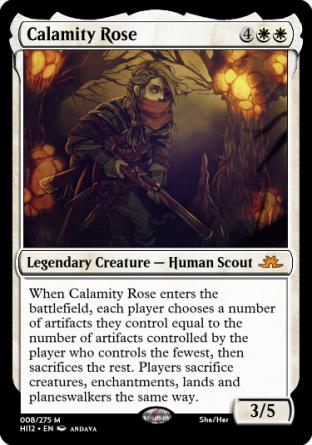 Calamity Rose 4
Legendary Creature — Human Scout
When Calamity Rose enters the
battlefield, each player chooses a number
of artifacts they control equal to the
number of artifacts controlled by the
player who controls the fewest, then
sacrifices the rest. Players sacrifice
creatures, enchantments, lands and
planeswalkers the same way.
3/5
008/275 M She/Her
HI12 • EN ANDAVA